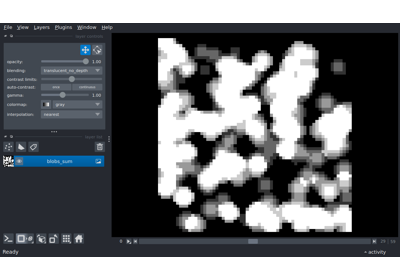 File View Layers Plugins Window Help
opacity: 1.00
blending: translucent_no_depth
contrast limits:
auto-contrast: once continuous
gamma: 1.00
colormap: gray
interpolation: nearest
blobs_sum
Ready
activity